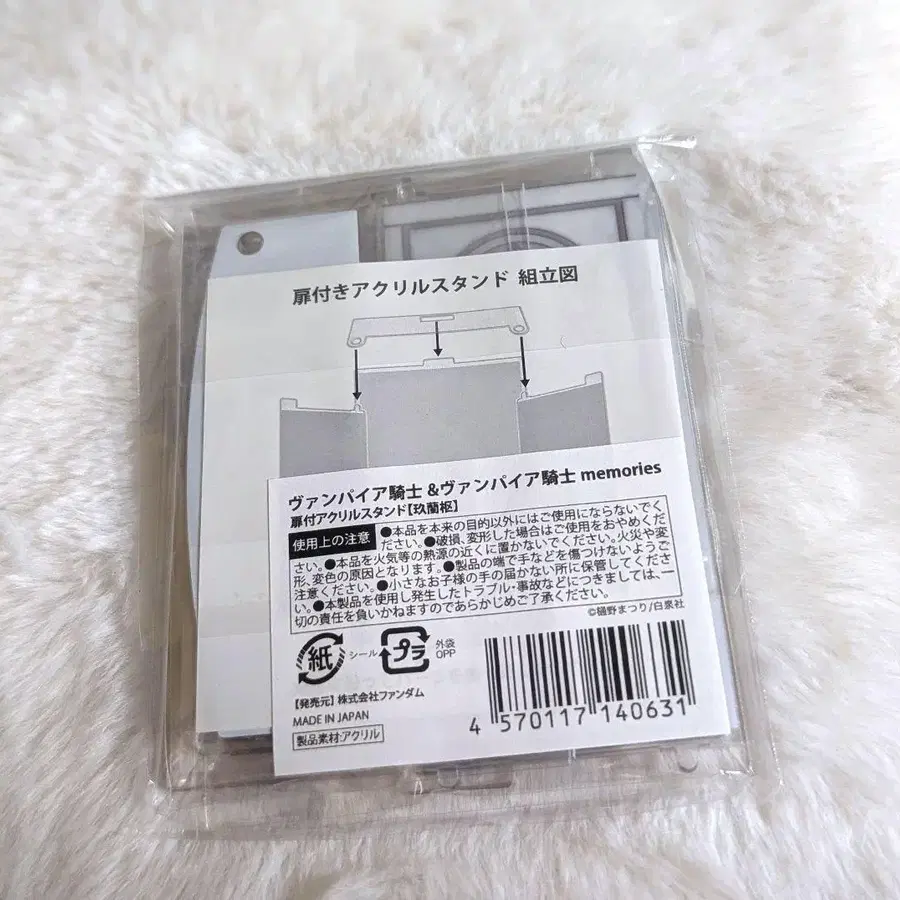 扉付きアクリルスタンド 組立図
ヴァンパイア騎士 &ヴァンパイア騎士 memories
扉付アクリルスタンド【玖蘭枢】
使用上の注意 ●本品を本来の目的以外にはご使用にならないでく
ださい。●破損、変形した場合はご使用をおやめくだ
さい。●本品を火気等の熱源の近くに置かないでください。火災や変
形、変色の原因となります。●製品の端で手などを傷つけないようご
注意ください。●小さなお子様の手の届かない所に保管してくださ
い。●本製品を使用し発生したトラブル・事故などにつきましては、一
切の責任を負いかねますのであらかじめご了承ください。
©樋野まつり/白泉社
紙 シール プラ 外袋
OPP
【発売元】株式会社ファンダム
MADE IN JAPAN
製品素材:アクリル
4 570117 140631